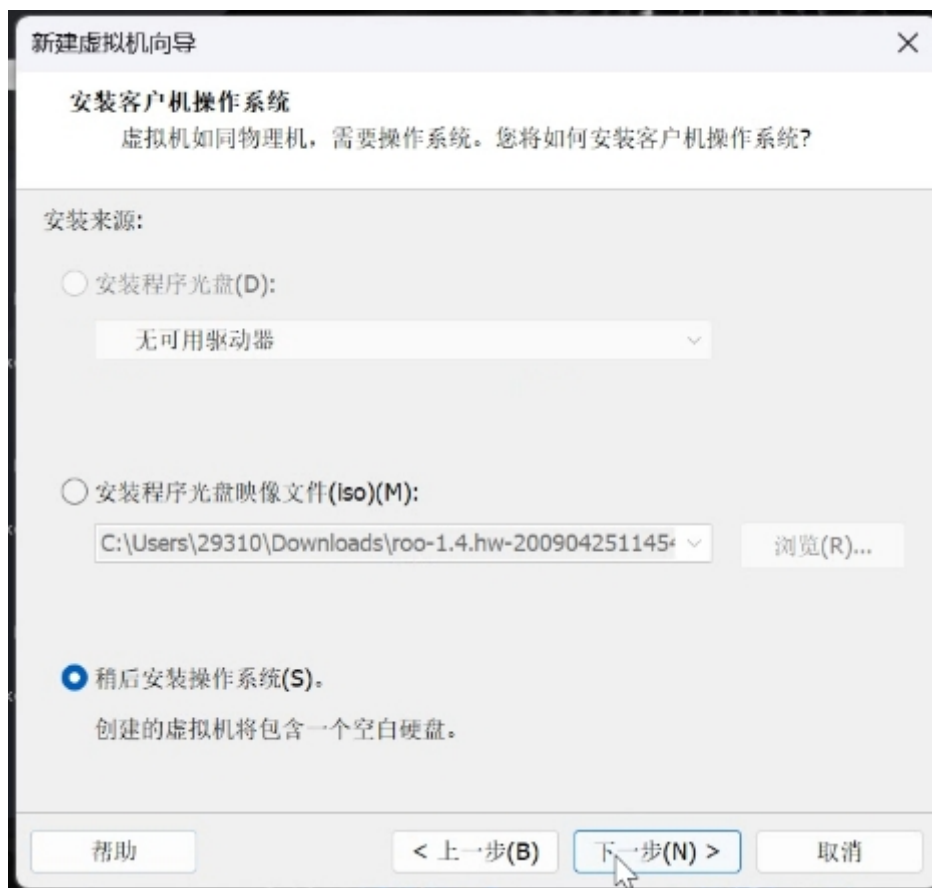 新建虚拟机向导
安装客户机操作系统
虚拟机如同物理机，需要操作系统。您将如何安装客户机操作系统?
安装来源:
安装程序光盘(D):
无可用驱动器
安装程序光盘映像文件(iso)(M):
C:\Users\29310\Downloads\roo-1.4.hw-2009042511454
浏览(R)...
稍后安装操作系统(S)。
创建的虚拟机将包含一个空白硬盘。
帮助
< 上一步(B)
下一步(N) >
取消